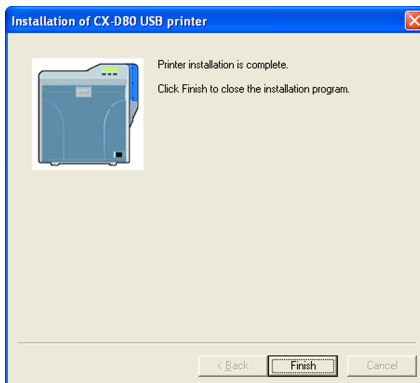 Installation of CX-D80 USB printer
Printer installation is complete.
Click Finish to close the installation program.
< Back
Finish
Cancel